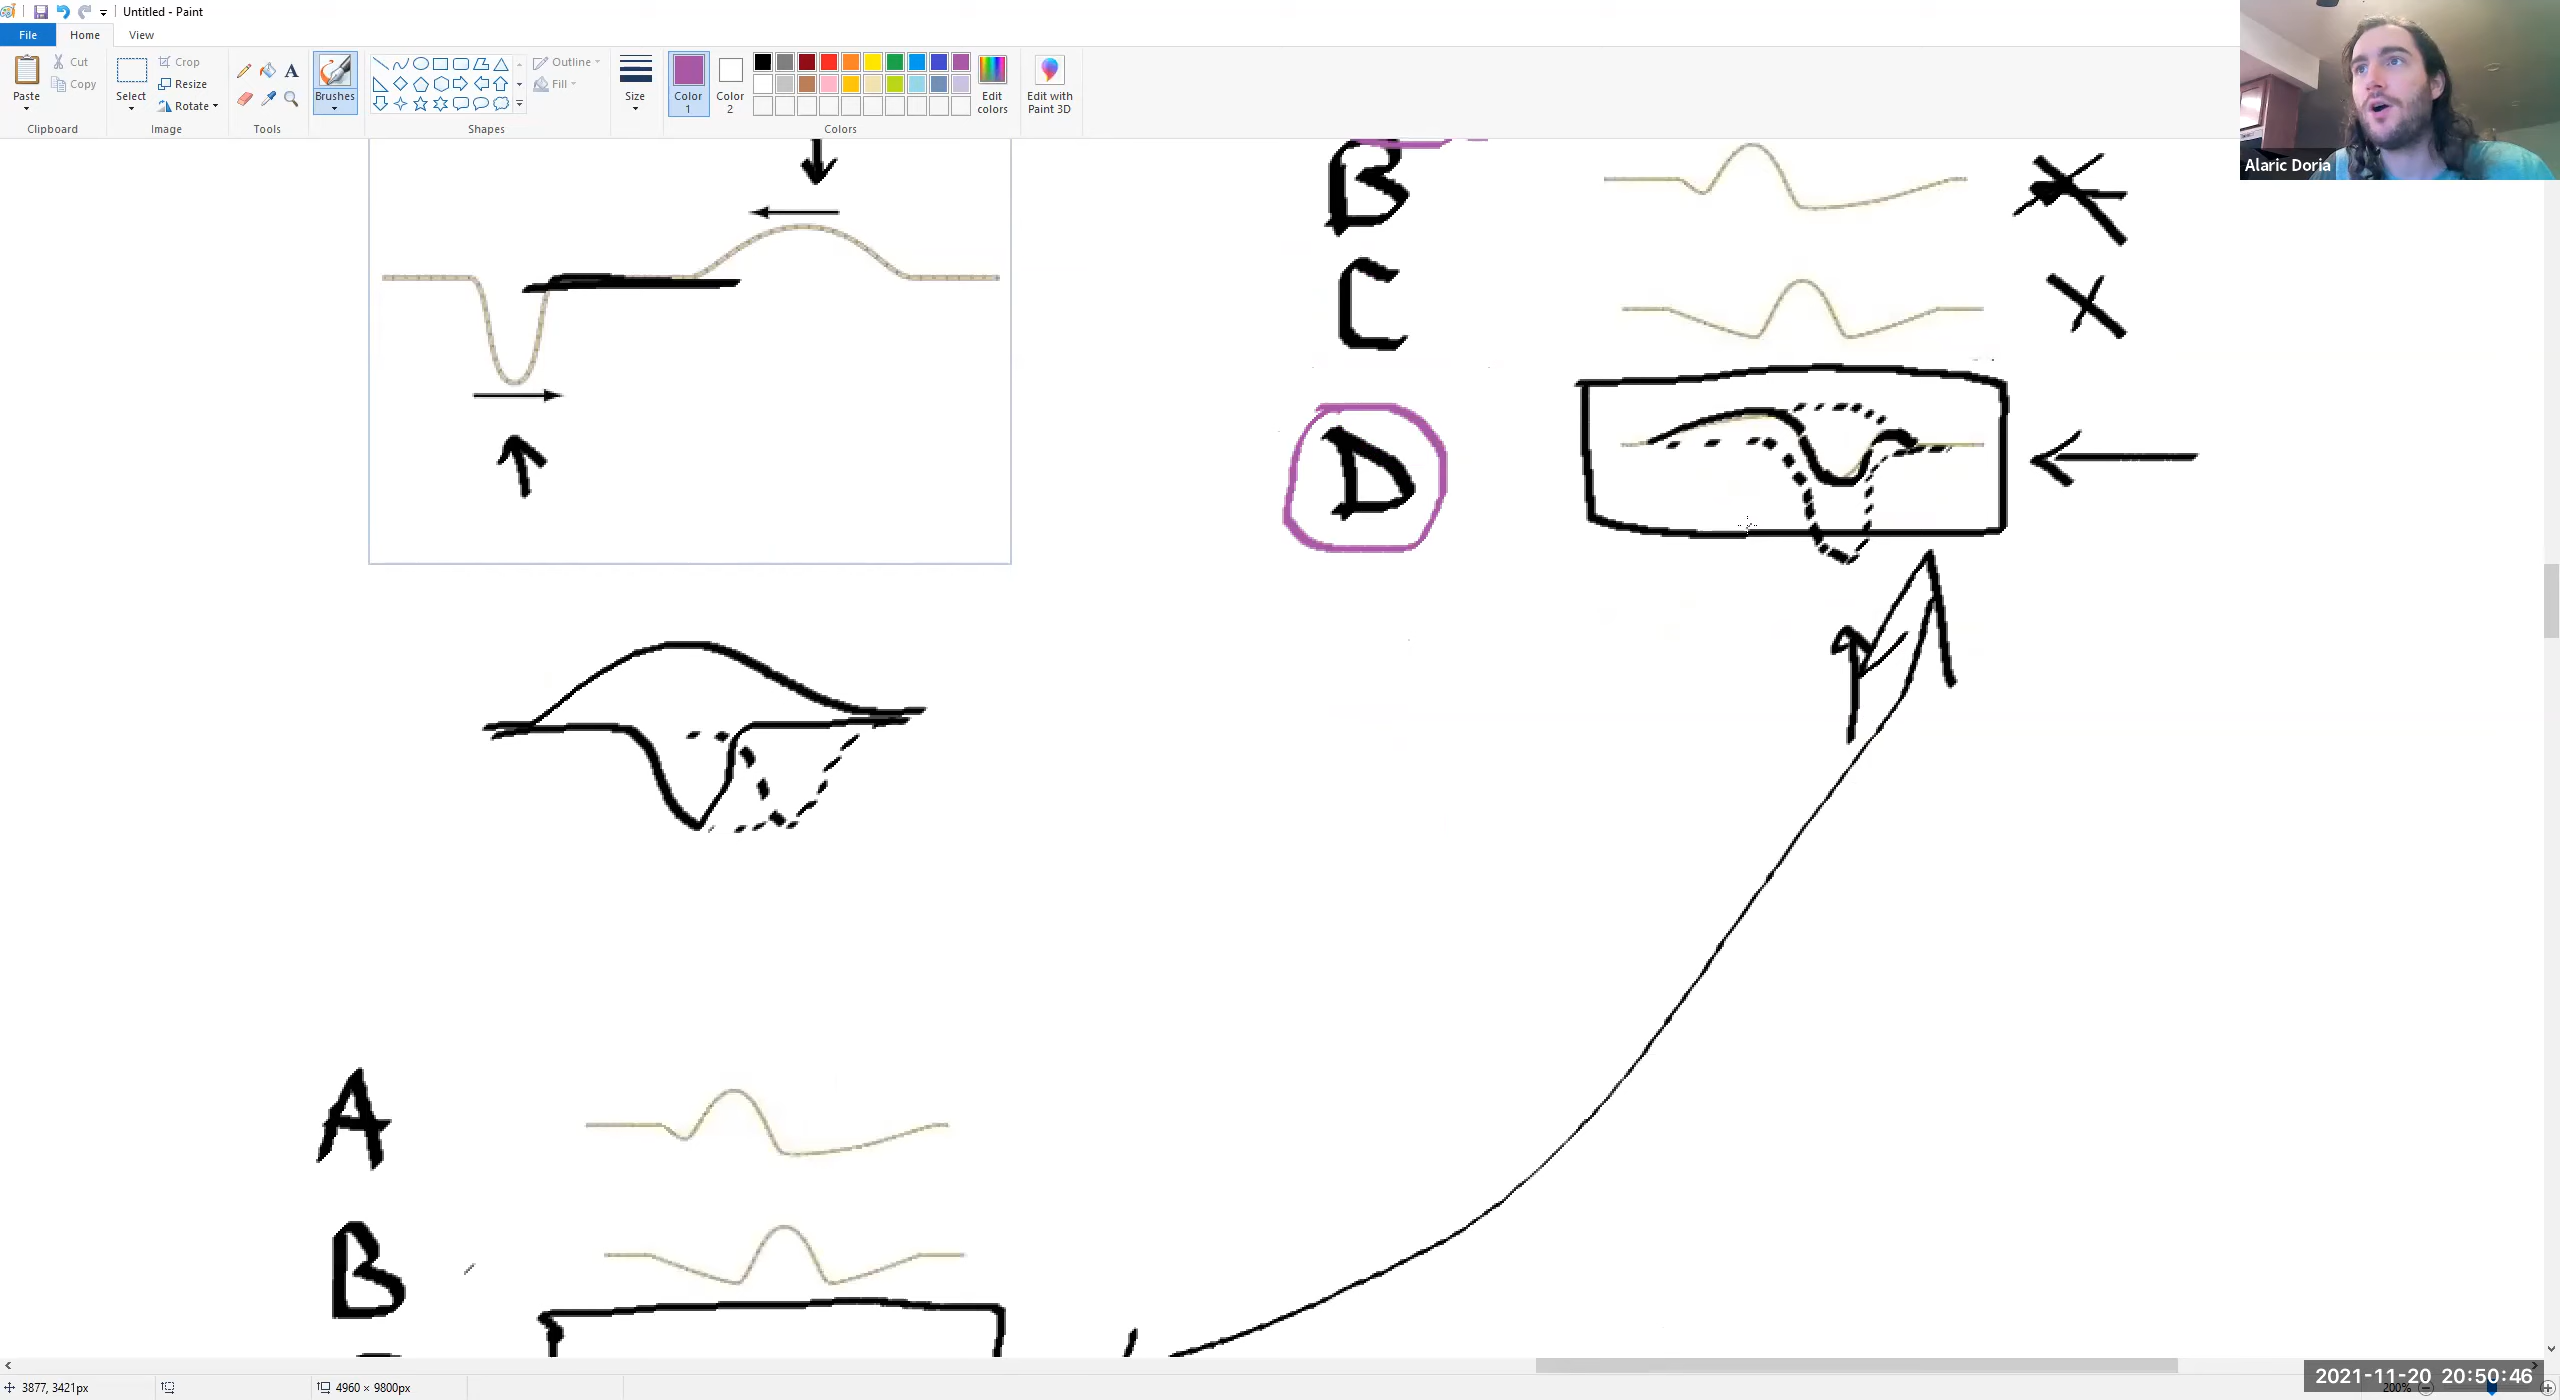 Untitled - Paint
File Home View
Paste
Cut
Copy
Clipboard
Select
Crop
Resize
Rotate
Image
A
Tools
Brushes
Shapes
Outline
Fill
Size
Color 1
Color 2
Edit colors
Edit with Paint 3D
Colors
Alaric Doria
B
C
D
A
B
3877, 3421px
4960 × 9800px
200%
2021-11-20 20:50:46